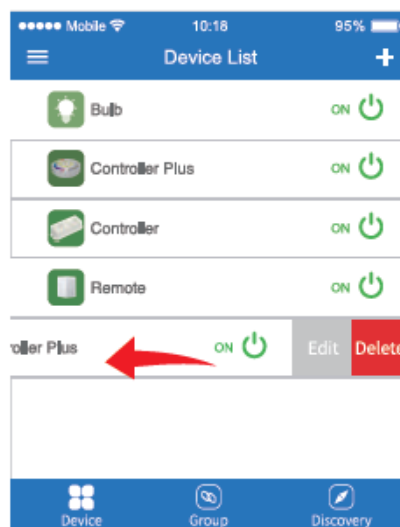 Mobile 10:18 95%
Device List
Bulb ON
Controller Plus ON
Controller ON
Remote ON
roller Plus ON Edit Delete
Device Group Discovery